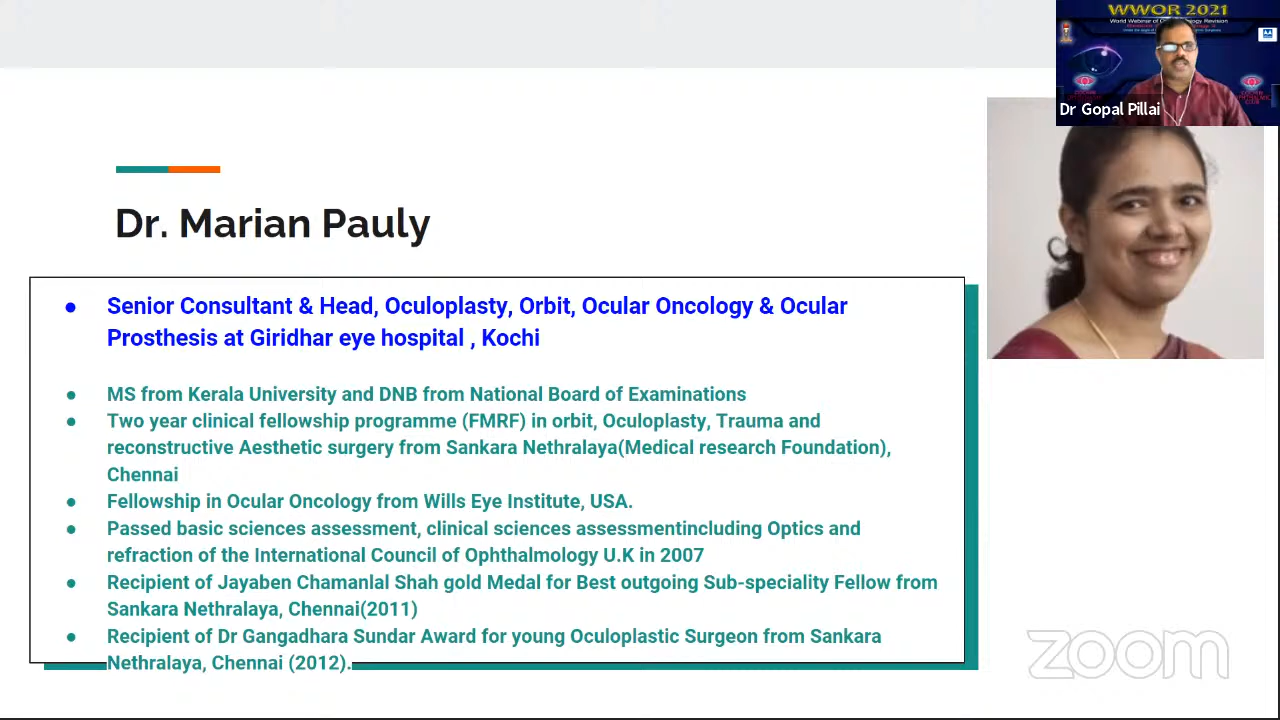 WWOR 2021
World Webinar of Ophthalmology Revision
Dr Gopal Pillai
Dr. Marian Pauly
● Senior Consultant & Head, Oculoplasty, Orbit, Ocular Oncology & Ocular
Prosthesis at Giridhar eye hospital , Kochi
● MS from Kerala University and DNB from National Board of Examinations
● Two year clinical fellowship programme (FMRF) in orbit, Oculoplasty, Trauma and
reconstructive Aesthetic surgery from Sankara Nethralaya(Medical research Foundation),
Chennai
● Fellowship in Ocular Oncology from Wills Eye Institute, USA.
● Passed basic sciences assessment, clinical sciences assessmentincluding Optics and
refraction of the International Council of Ophthalmology U.K in 2007
● Recipient of Jayaben Chamanlal Shah gold Medal for Best outgoing Sub-speciality Fellow from
Sankara Nethralaya, Chennai(2011)
● Recipient of Dr Gangadhara Sundar Award for young Oculoplastic Surgeon from Sankara
Nethralaya, Chennai (2012).
zoom